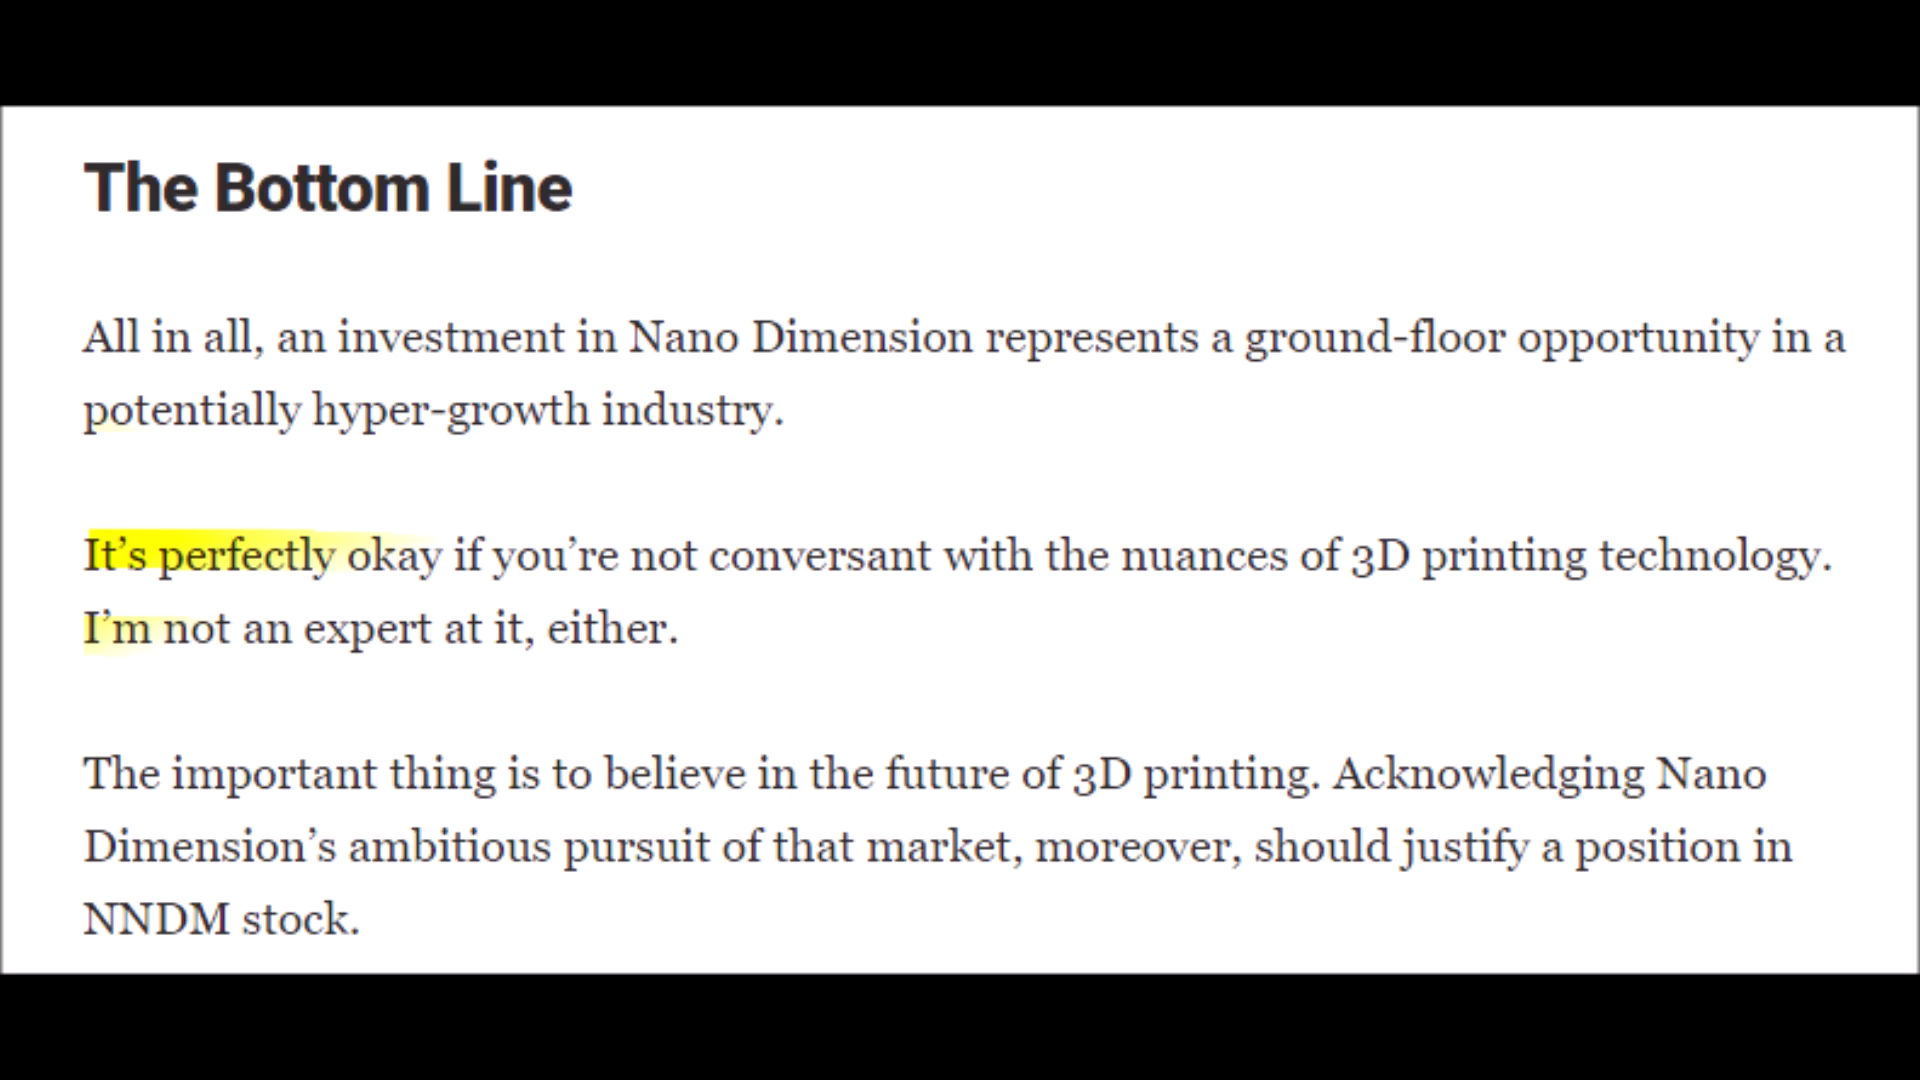 The Bottom Line
All in all, an investment in Nano Dimension represents a ground-floor opportunity in a
potentially hyper-growth industry.
It’s perfectly okay if you’re not conversant with the nuances of 3D printing technology.
I’m not an expert at it, either.
The important thing is to believe in the future of 3D printing. Acknowledging Nano
Dimension’s ambitious pursuit of that market, moreover, should justify a position in
NNDM stock.